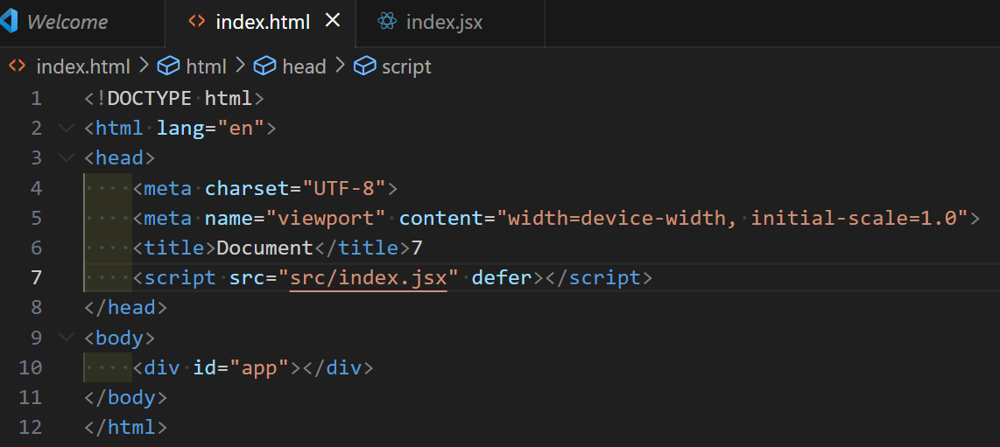 Welcome index.html index.jsx
index.html > html > head > script
1 <!DOCTYPE html>
2 <html lang="en">
3 <head>
4     <meta charset="UTF-8">
5     <meta name="viewport" content="width=device-width, initial-scale=1.0">
6     <title>Document</title>7
7     <script src="src/index.jsx" defer></script>
8 </head>
9 <body>
10     <div id="app"></div>
11 </body>
12 </html>